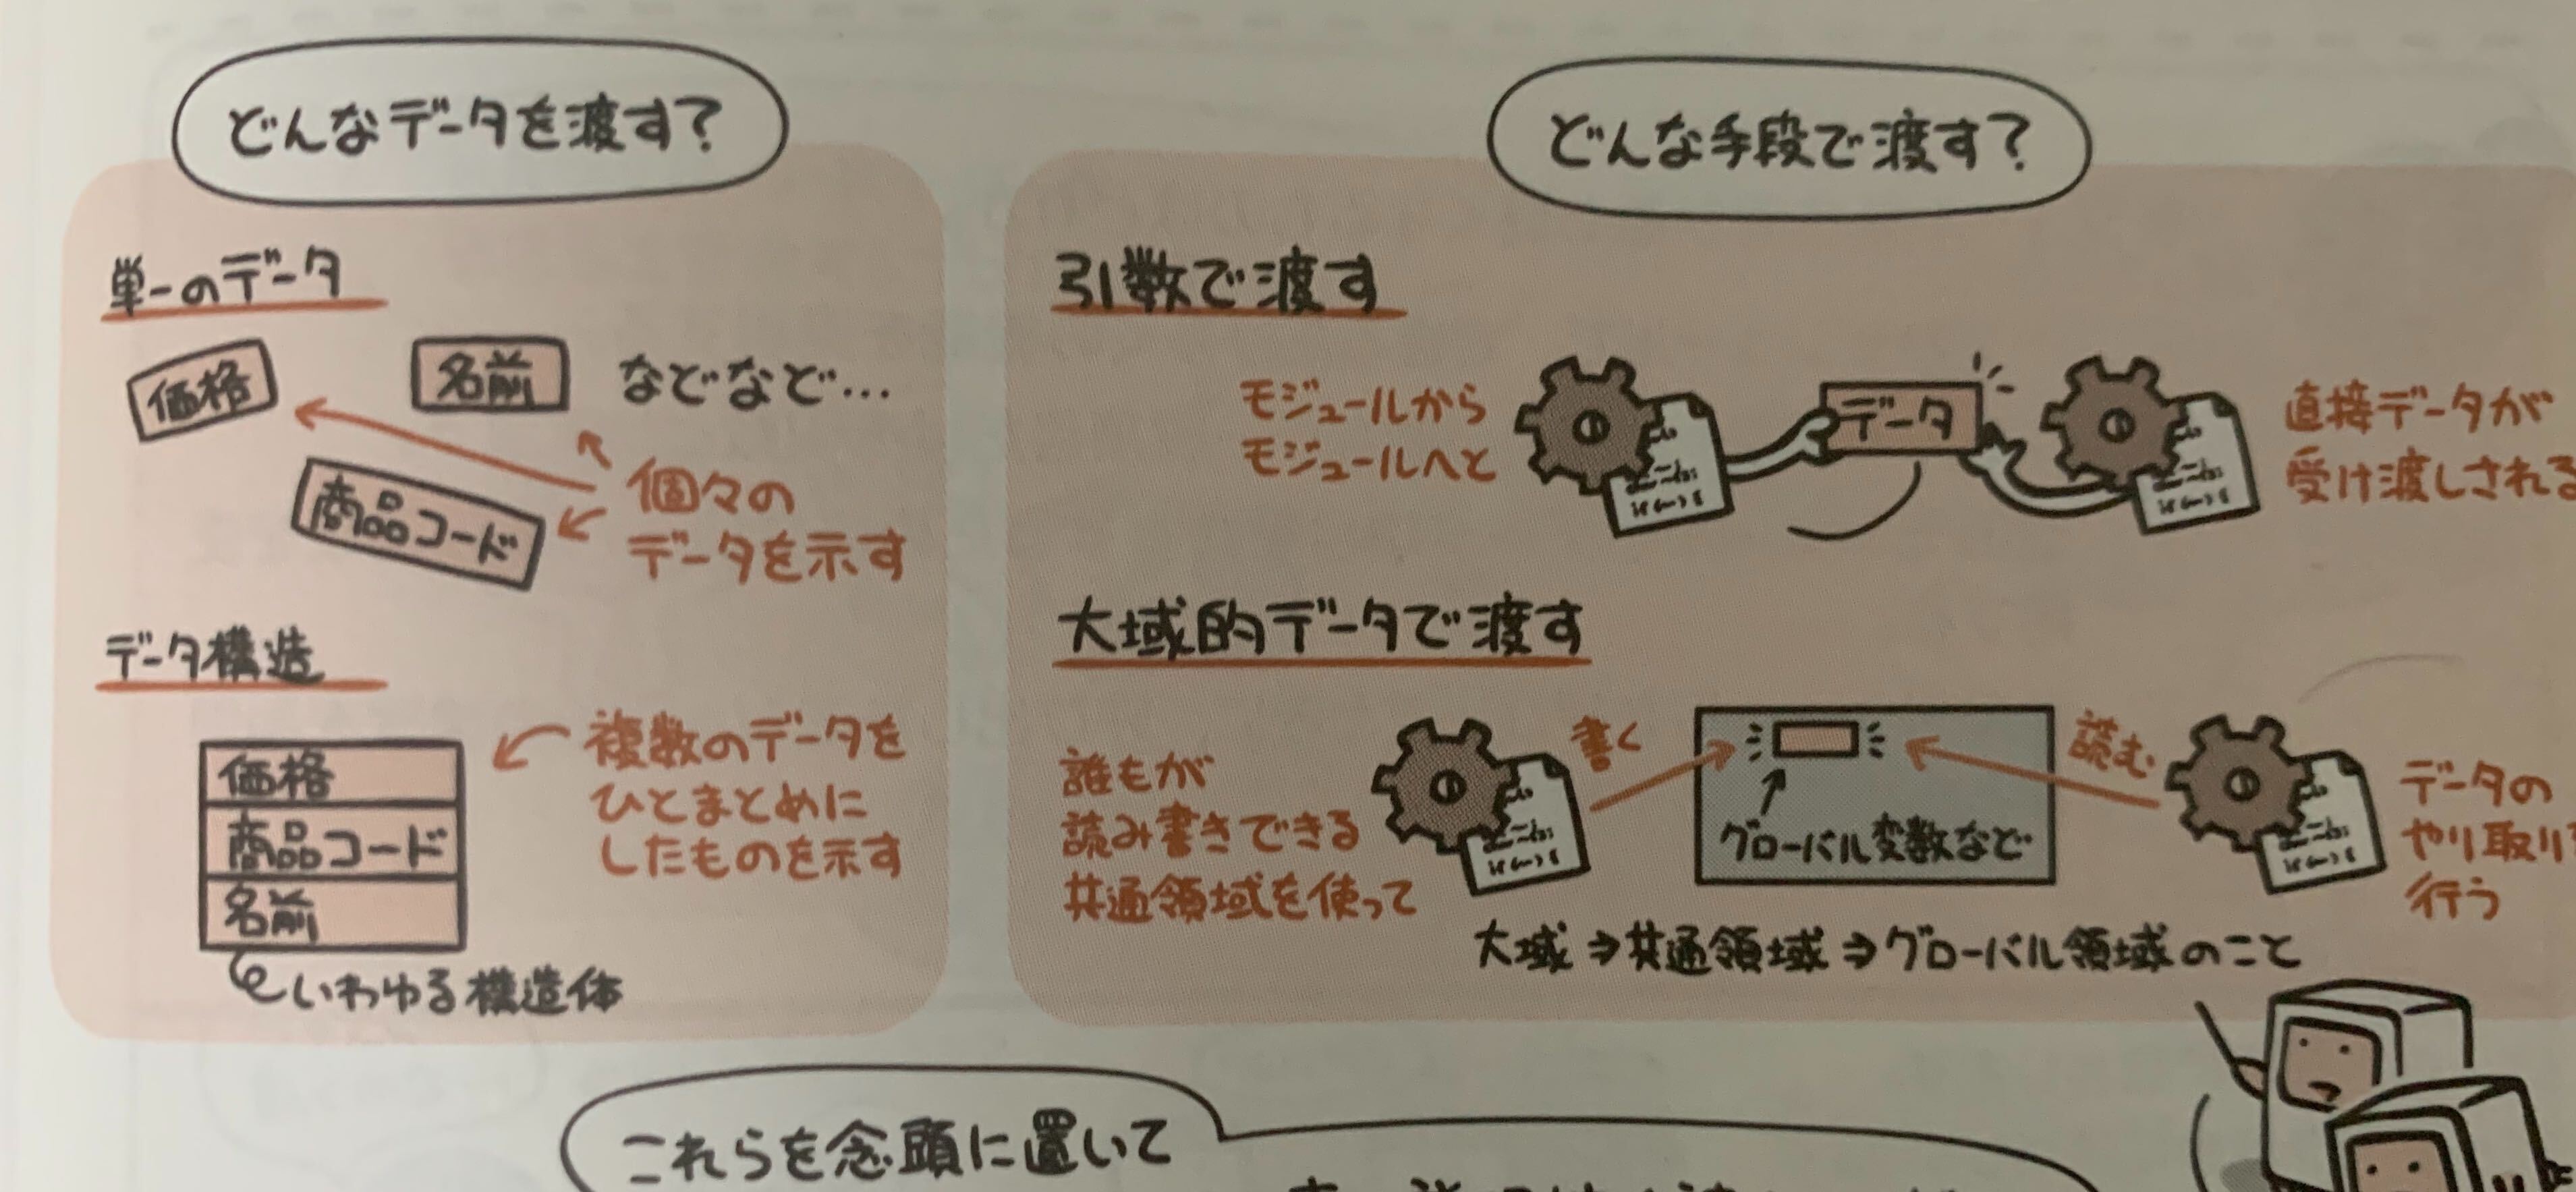 どんなデータを渡す?
単一のデータ
価格
名前
などなど…
商品コード
個々の
データを示す
データ構造
価格
商品コード
名前
複数のデータを
ひとまとめに
したものを示す
いわゆる構造体
どんな手段で渡す?
引数で渡す
モジュールから
モジュールへと
データ
直接データが
受け渡しされる
大域的データで渡す
誰もが
読み書きできる
共通領域を使って
書く
グローバル変数など
読む
データの
やり取り
行う
大域⇒共通領域⇒グローバル領域のこと
これらを念頭に置いて